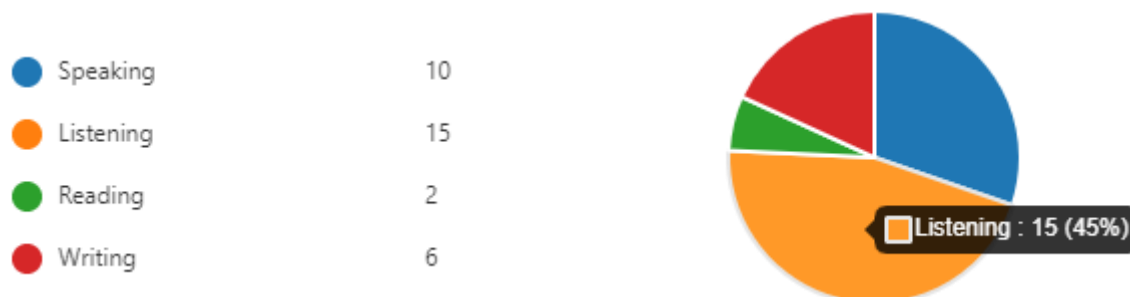 Speaking 10
Listening 15
Reading 2
Writing 6
Listening : 15 (45%)